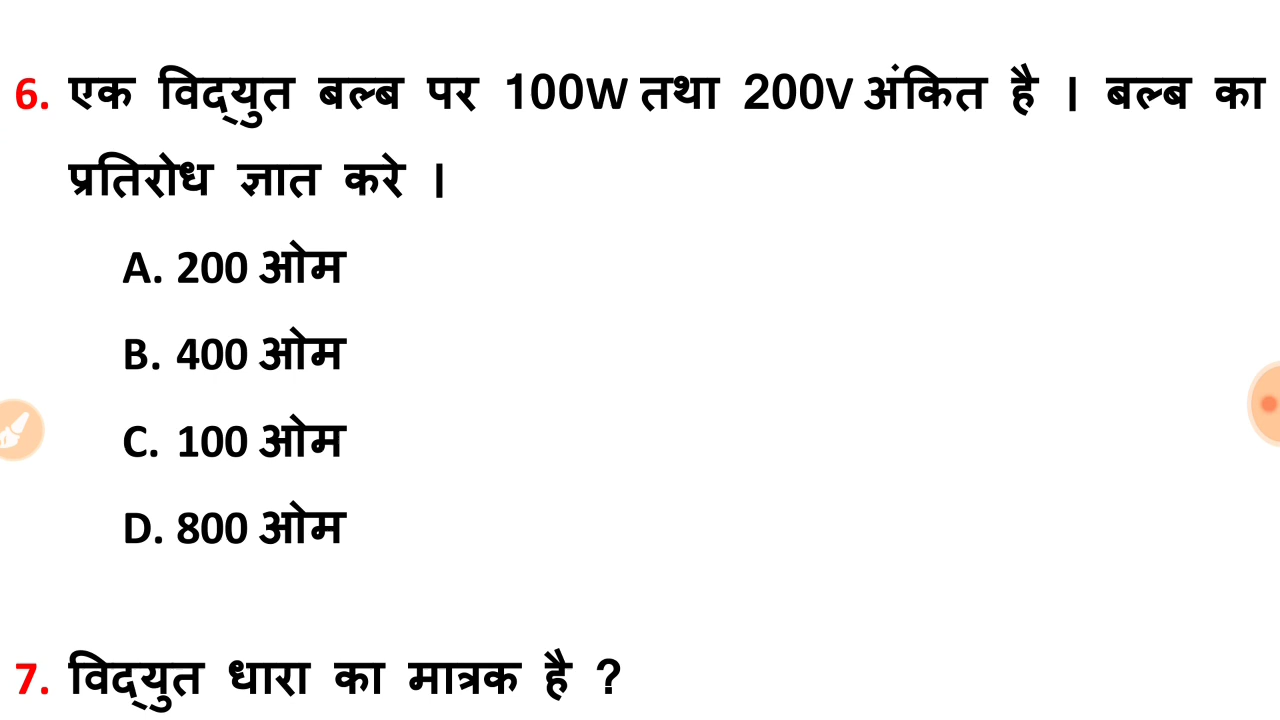 6. एक विद्युत बल्ब पर 100W तथा 200V अंकित है । बल्ब का
प्रतिरोध ज्ञात करे ।
A. 200 ओम
B. 400 ओम
C. 100 ओम
D. 800 ओम
7. विद्युत धारा का मात्रक है ?